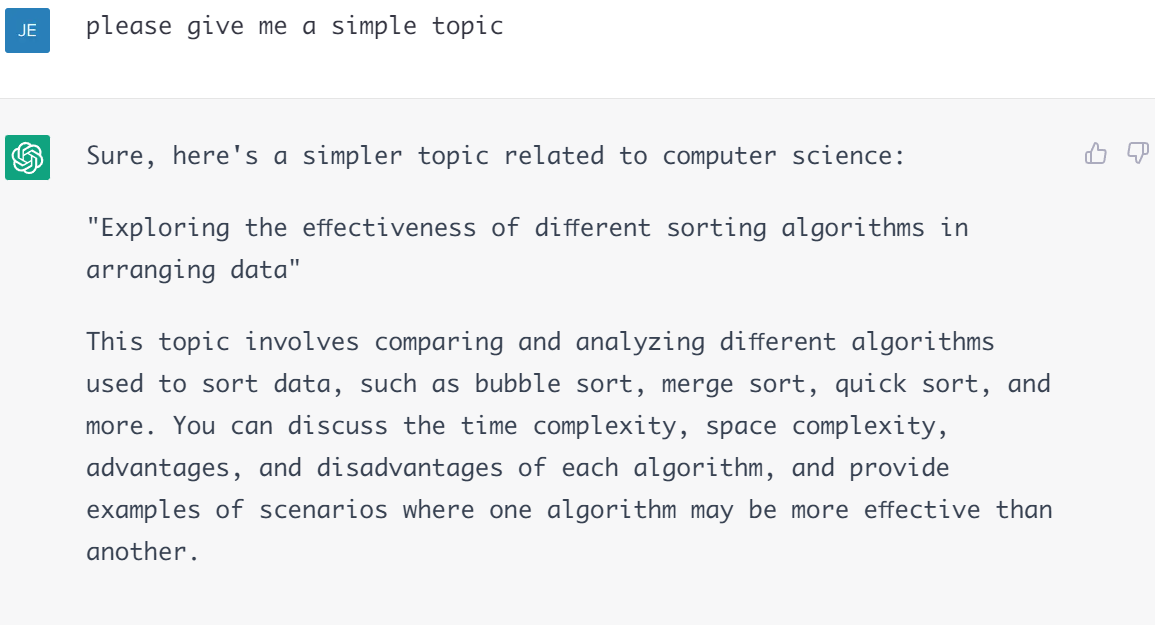 JE
please give me a simple topic
Sure, here's a simpler topic related to computer science:
"Exploring the effectiveness of different sorting algorithms in
arranging data"
This topic involves comparing and analyzing different algorithms
used to sort data, such as bubble sort, merge sort, quick sort, and
more. You can discuss the time complexity, space complexity,
advantages, and disadvantages of each algorithm, and provide
examples of scenarios where one algorithm may be more effective than
another.